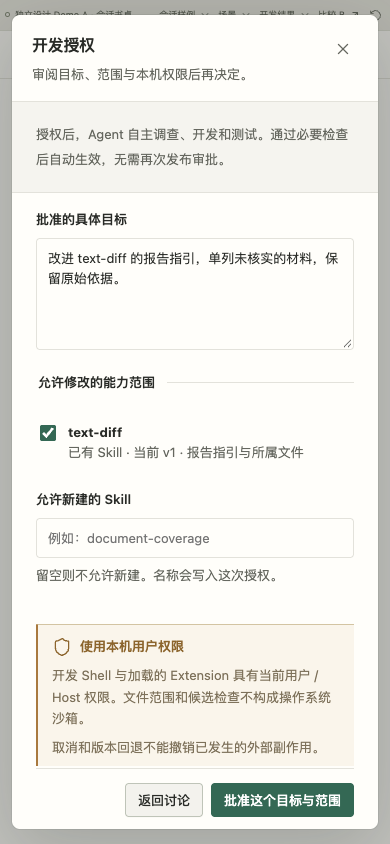 开发授权
审阅目标、范围与本机权限后再决定。
授权后，Agent 自主调查、开发和测试。通过必要检查
后自动生效，无需再次发布审批。
批准的具体目标
改进 text-diff 的报告指引，单列未核实的材料，保
留原始依据。
允许修改的能力范围
text-diff
已有 Skill · 当前 v1 · 报告指引与所属文件
允许新建的 Skill
例如：document-coverage
留空则不允许新建。名称会写入这次授权。
使用本机用户权限
开发 Shell 与加载的 Extension 具有当前用户 /
Host 权限。文件范围和候选检查不构成操作系统
沙箱。
取消和版本回退不能撤销已发生的外部副作用。
返回讨论
批准这个目标与范围